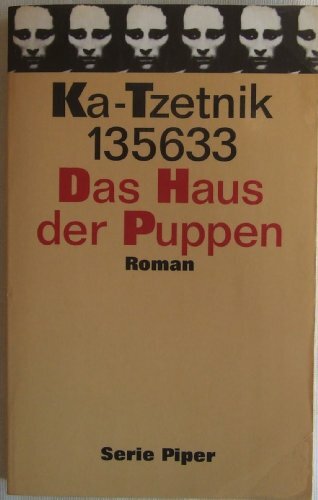 Ka-Tzetnik
135633
Das Haus
der Puppen
Roman
Serie Piper